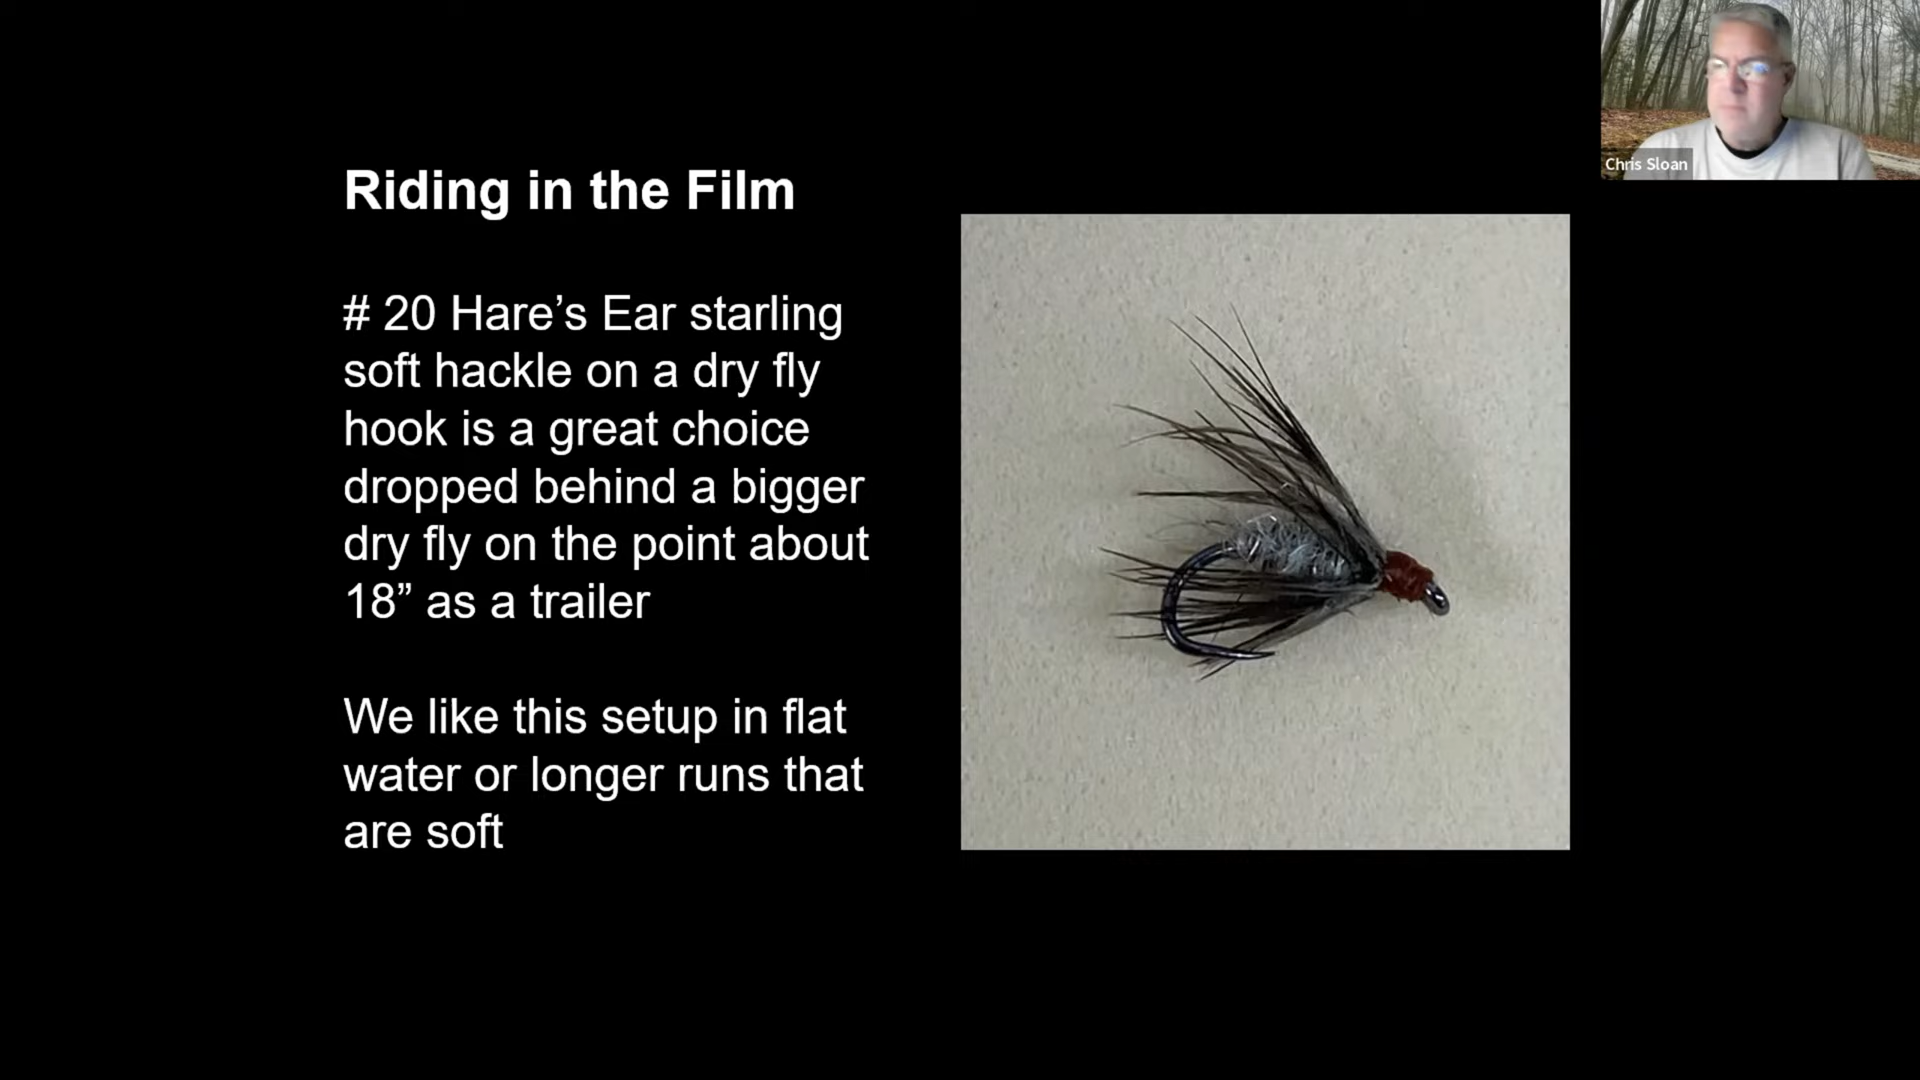 Chris Sloan
Riding in the Film
# 20 Hare’s Ear starling
soft hackle on a dry fly
hook is a great choice
dropped behind a bigger
dry fly on the point about
18” as a trailer
We like this setup in flat
water or longer runs that
are soft